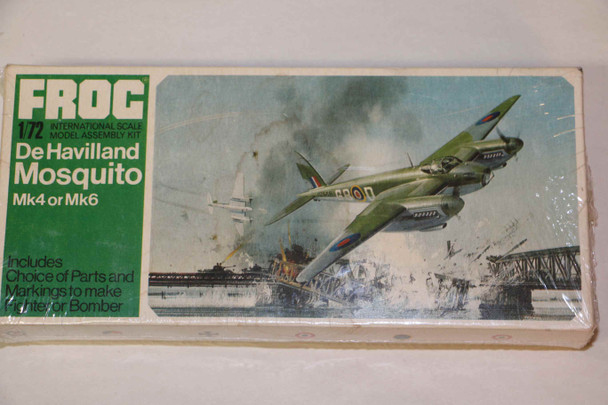 FROG
1/72 INTERNATIONAL SCALE
MODEL ASSEMBLY KIT
De Havilland
Mosquito
Mk4 or Mk6
Includes
Choice of Parts and
Markings to make
Fighter or Bomber